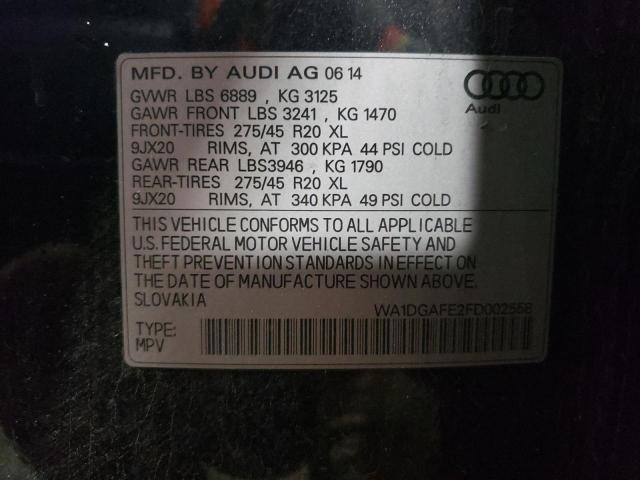 MFD. BY AUDI AG 06 14
Audi
GVWR LBS 6889 , KG 3125
GAWR FRONT LBS 3241 , KG 1470
FRONT-TIRES 275/45 R20 XL
9JX20 RIMS, AT 300 KPA 44 PSI COLD
GAWR REAR LBS3946 , KG 1790
REAR-TIRES 275/45 R20 XL
9JX20 RIMS, AT 340 KPA 49 PSI COLD
THIS VEHICLE CONFORMS TO ALL APPLICABLE
U.S. FEDERAL MOTOR VEHICLE SAFETY AND
THEFT PREVENTION STANDARDS IN EFFECT ON
THE DATE OF MANUFACTURE SHOWN ABOVE.
SLOVAKIA
WA1DGAFE2FD002558
TYPE:
MPV